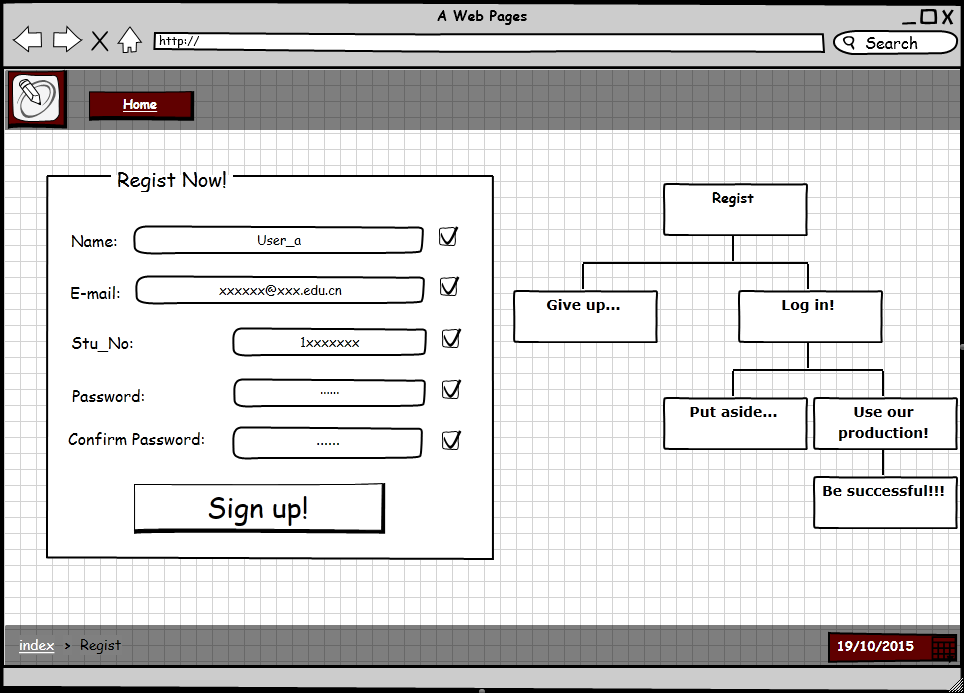 A Web Pages
http://
Search
Home
Regist Now!
Name:
User_a
E-mail:
xxxxxx@xxx.edu.cn
Stu_No:
1xxxxxxx
Password:
······
Confirm Password:
······
Sign up!
Regist
Give up...
Log in!
Put aside...
Use our
production!
Be successful!!!
index > Regist
19/10/2015